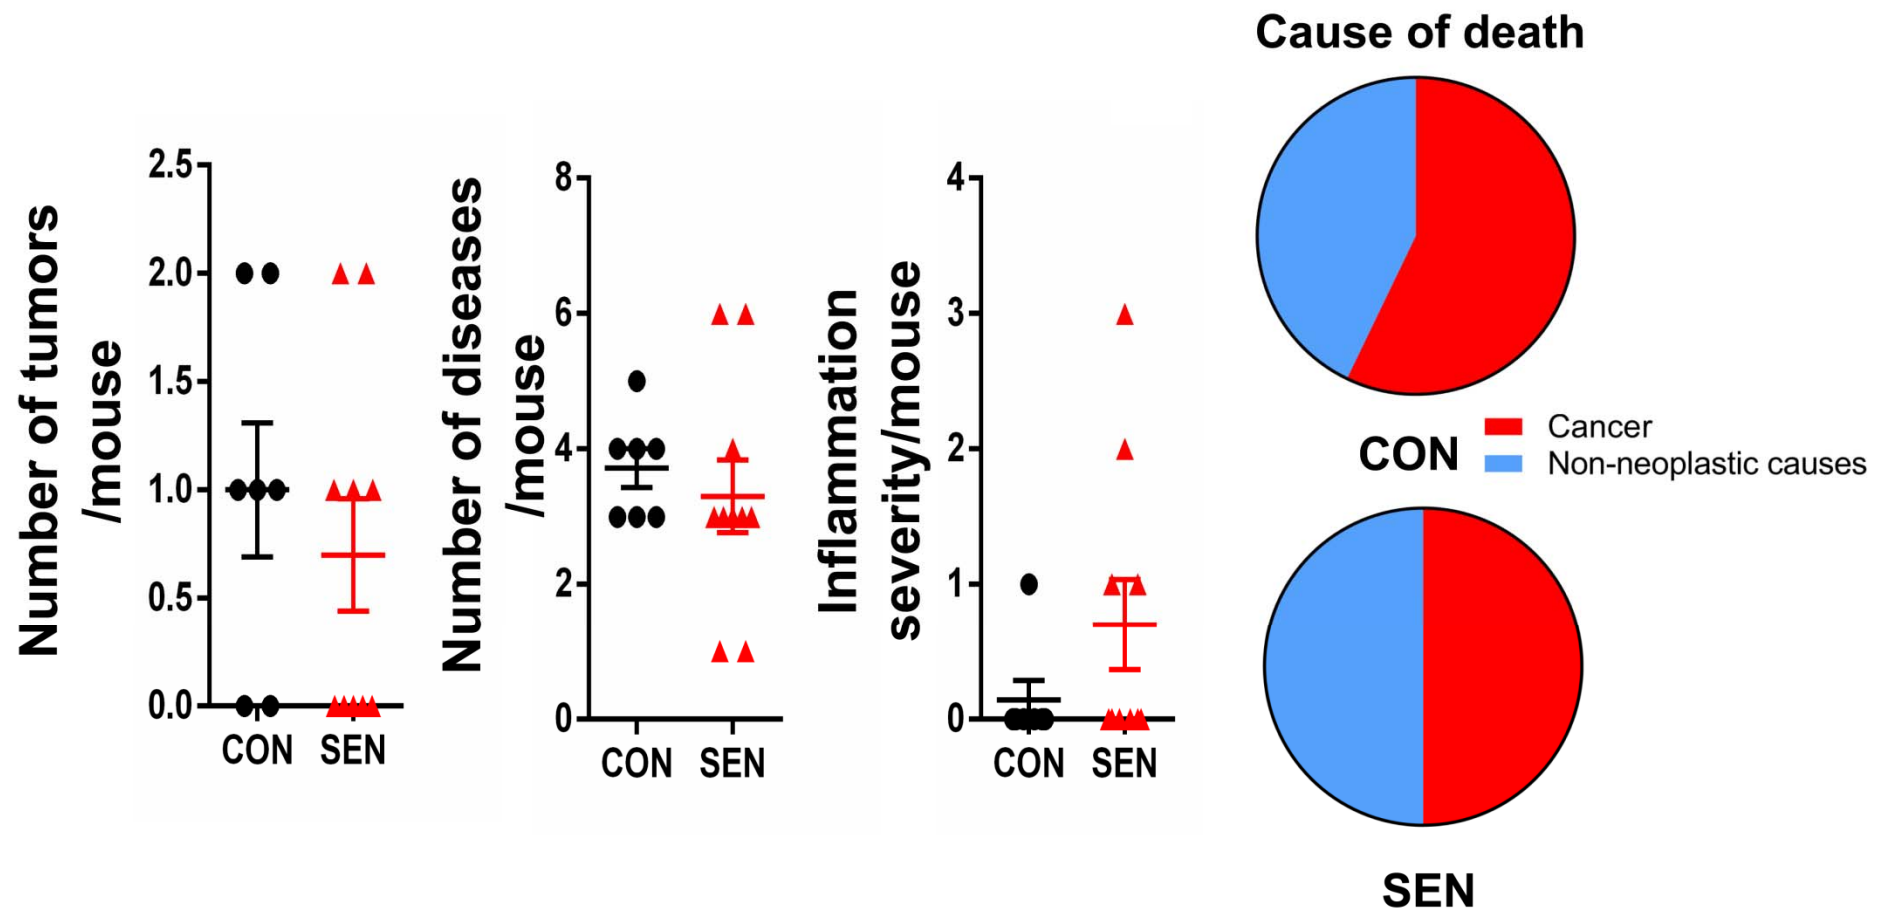 Number of tumors
/mouse
2.5
2.0
1.5
1.0
0.5
0.0
CON SEN
Number of diseases
/mouse
8
6
4
2
0
CON SEN
Inflammation
severity/mouse
4
3
2
1
0
CON SEN
Cause of death
CON
Cancer
Non-neoplastic causes
SEN